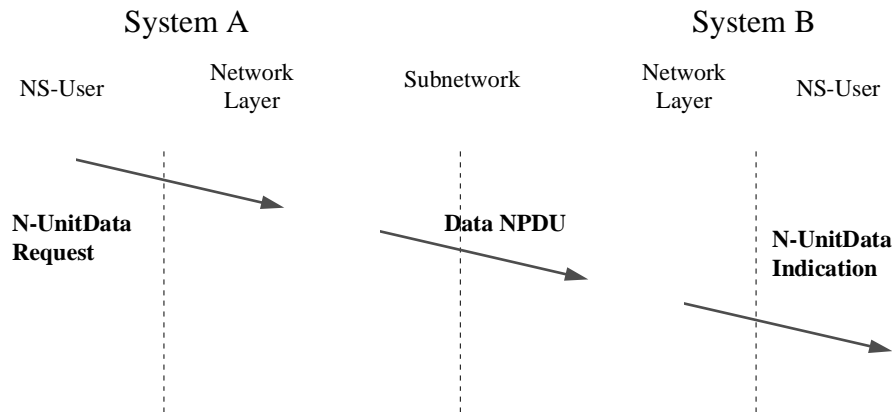 System A
System B
NS-User
Network
Layer
Subnetwork
Network
Layer
NS-User
N-UnitData
Request
Data NPDU
N-UnitData
Indication